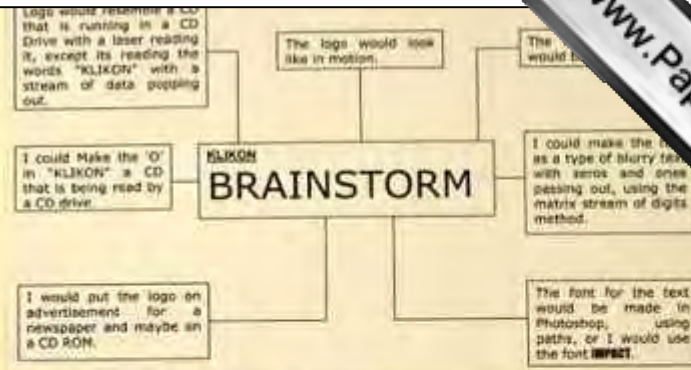 Logo would resemble a CD
that is running in a CD
Drive with a laser reading
it, except its reading the
words "KLIKON" with a
stream of data popping
out.
The logo would look
like in motion.
The
would
www.Pap
I could Make the 'O'
in "KLIKON" a CD
that is being read by
a CD drive
KLIKON
BRAINSTORM
I could make the
as a type of blurry text
with zeros and ones
passing out, using the
matrix stream of digits
method.
I would put the logo on
advertisement for a
newspaper and maybe on
a CD ROM.
The font for the text
would be made in
Photoshop, using
paths, or I would use
the font IMPACT.